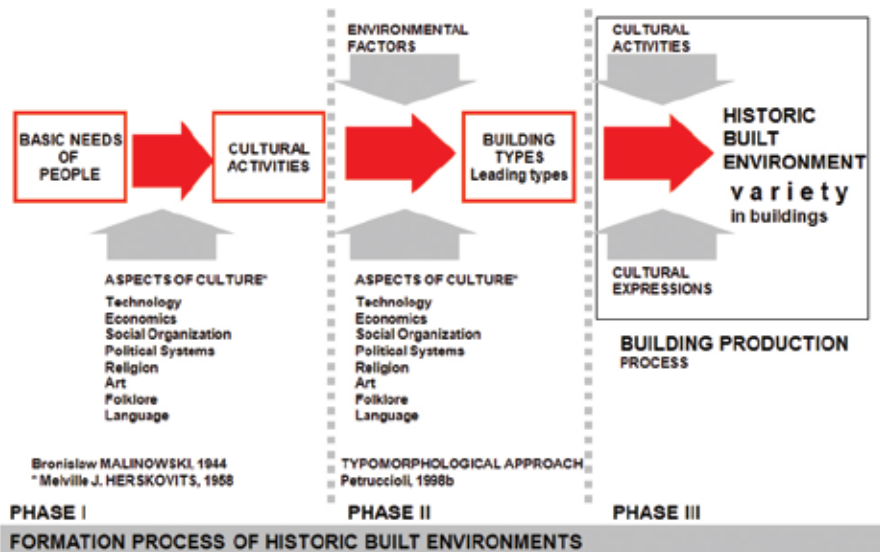 ENVIRONMENTAL
FACTORS
CULTURAL
ACTIVITIES
BASIC NEEDS
OF
PEOPLE
CULTURAL
ACTIVITIES
BUILDING
TYPES
Leading types
HISTORIC
BUILT
ENVIRONMENT
variety
in buildings
ASPECTS OF CULTURE*
Technology
Economics
Social Organization
Political Systems
Religion
Art
Folklore
Language
ASPECTS OF CULTURE*
Technology
Economics
Social Organization
Political Systems
Religion
Art
Folklore
Language
CULTURAL
EXPRESSIONS
BUILDING PRODUCTION
PROCESS
Bronislaw MALINOWSKI, 1944
* Melville J. HERSKOVITS, 1958
TYPOMORPHOLOGICAL APPROACH
Petruccioli, 1998b
PHASE I
PHASE II
PHASE III
FORMATION PROCESS OF HISTORIC BUILT ENVIRONMENTS